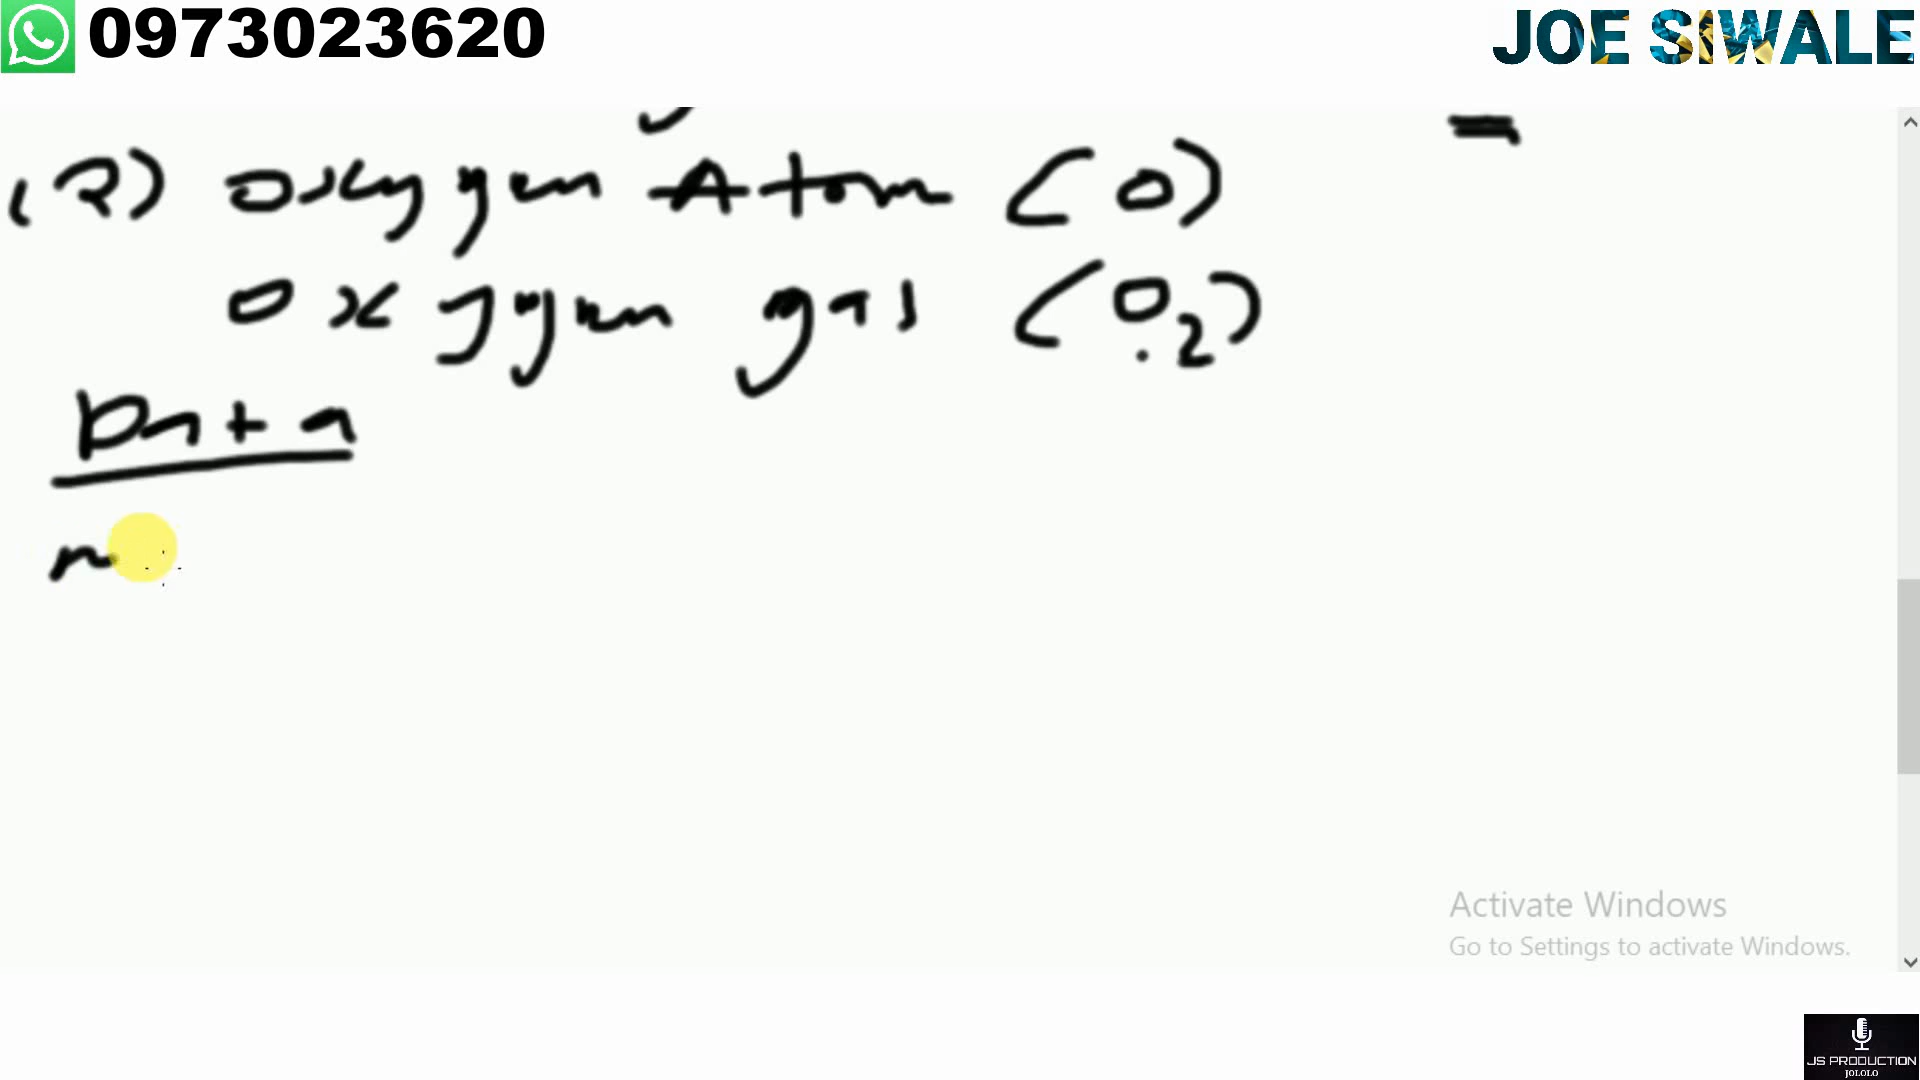 0973023620
JOE SIWALE
(2) Oxygen Atom (O)
Oxygen gas (O2)
Data
Activate Windows
Go to Settings to activate Windows.
JS PRODUCTION
JOLOLO